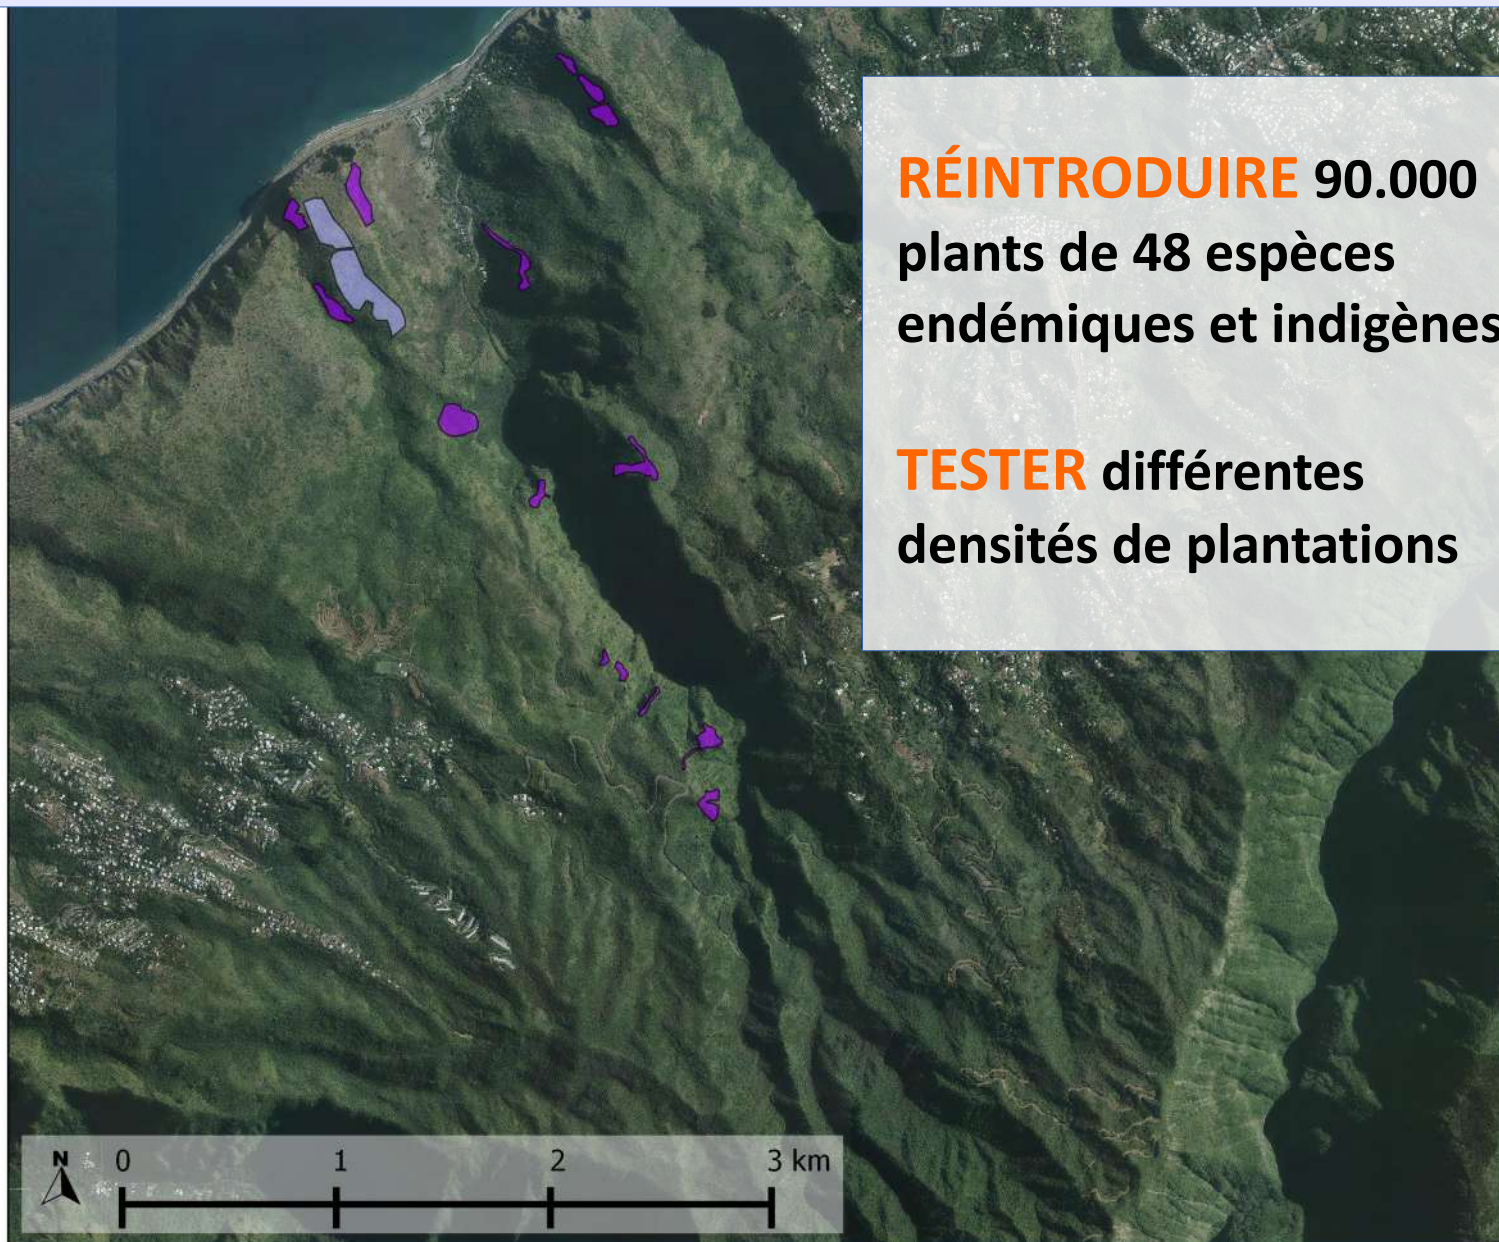 RÉINTRODUIRE 90.000
plants de 48 espèces
endémiques et indigènes
TESTER différentes
densités de plantations
N 0 1 2 3 km